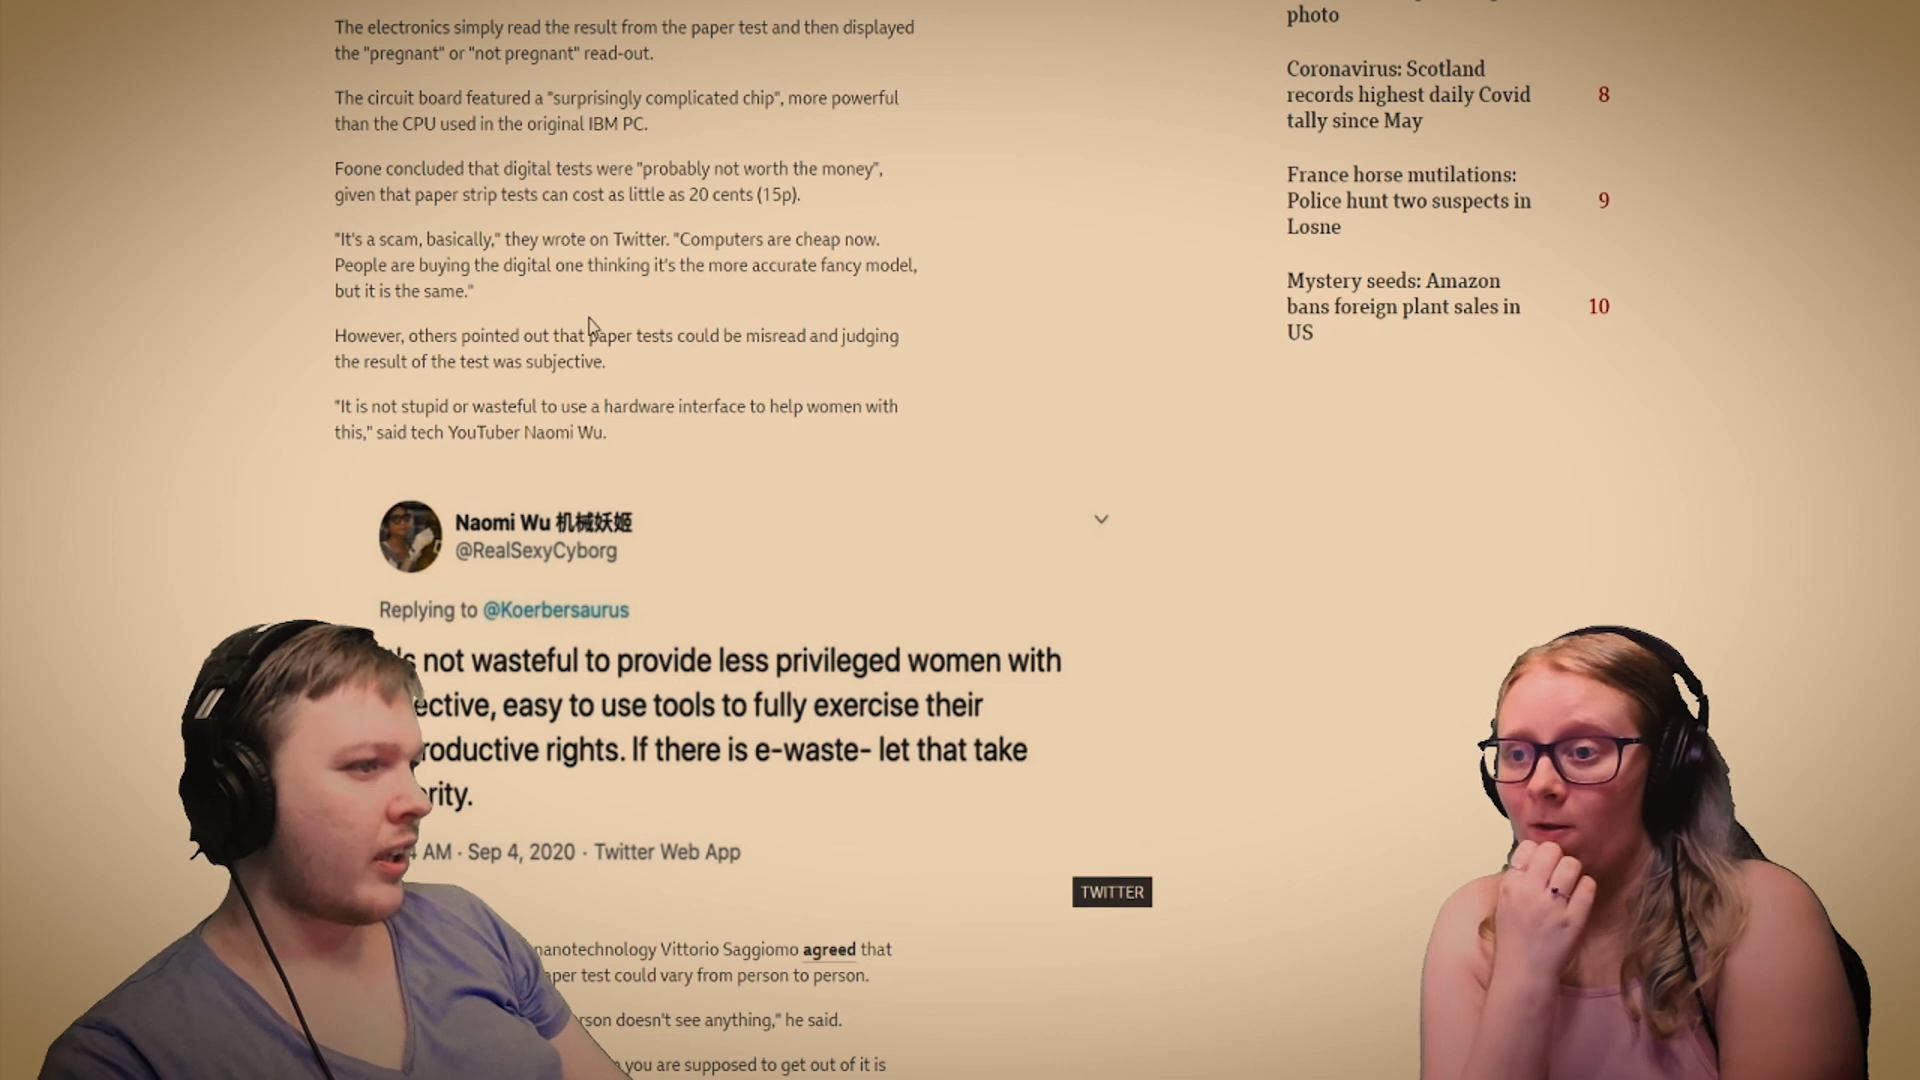 The electronics simply read the result from the paper test and then displayed
the "pregnant" or "not pregnant" read-out.
The circuit board featured a "surprisingly complicated chip", more powerful
than the CPU used in the original IBM PC.
Foone concluded that digital tests were "probably not worth the money",
given that paper strip tests can cost as little as 20 cents (15p).
"It's a scam, basically," they wrote on Twitter. "Computers are cheap now.
People are buying the digital one thinking it's the more accurate fancy model,
but it is the same."
However, others pointed out that paper tests could be misread and judging
the result of the test was subjective.
"It is not stupid or wasteful to use a hardware interface to help women with
this," said tech YouTuber Naomi Wu.
Naomi Wu 机械妖姬
@RealSexyCyborg
Replying to @Koerbersaurus
not wasteful to provide less privileged women with
ective, easy to use tools to fully exercise their
roductive rights. If there is e-waste- let that take
rity.
AM · Sep 4, 2020 · Twitter Web App
TWITTER
nanotechnology Vittorio Saggiomo agreed that
aper test could vary from person to person.
rson doesn't see anything," he said.
you are supposed to get out of it is
photo
Coronavirus: Scotland
records highest daily Covid
tally since May
8
France horse mutilations:
Police hunt two suspects in
Losne
9
Mystery seeds: Amazon
bans foreign plant sales in
US
10